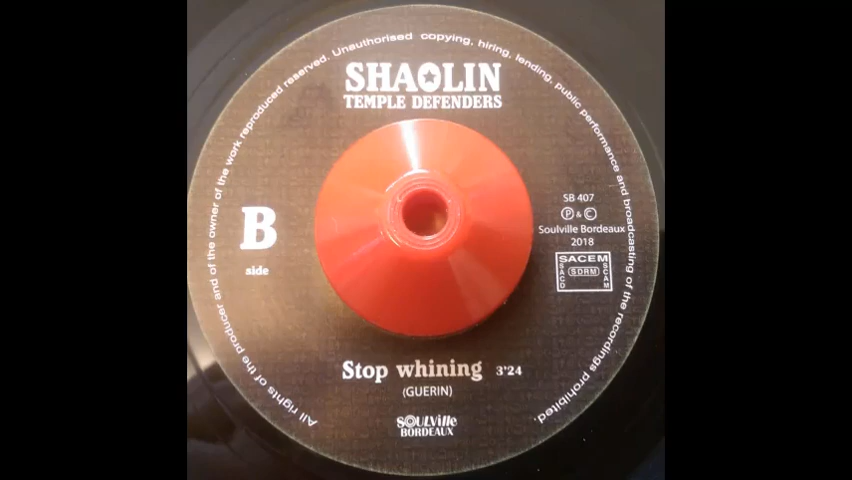 All rights of the producer and of the owner of the work reproduced reserved. Unauthorised copying, hiring, lending, public performance and broadcasting of the recordings prohibited.
SHAOLIN
TEMPLE DEFENDERS
B
side
SB 407
Ⓟ & Ⓒ
Soulville Bordeaux
2018
SACEM
SACD
SDRM
SCAM
Stop whining 3'24
(GUERIN)
SOULVille
BORDEAUX